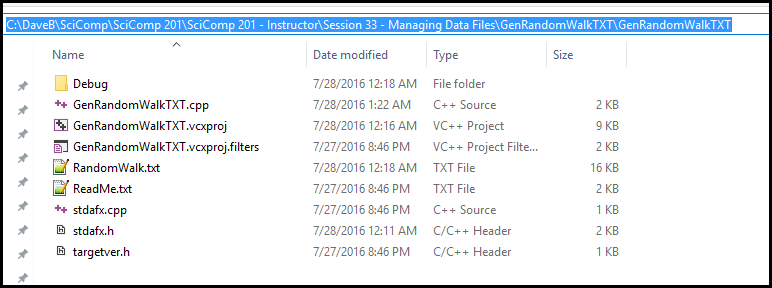 C:\DaveB\SciComp\SciComp 201\SciComp 201 - Instructor\Session 33 - Managing Data Files\GenRandomWalkTXT\GenRandomWalkTXT
Name Date modified Type Size
Debug 7/28/2016 12:18 AM File folder
GenRandomWalkTXT.cpp 7/28/2016 1:22 AM C++ Source 2 KB
GenRandomWalkTXT.vcxproj 7/28/2016 12:16 AM VC++ Project 9 KB
GenRandomWalkTXT.vcxproj.filters 7/27/2016 8:46 PM VC++ Project Filte... 2 KB
RandomWalk.txt 7/28/2016 12:18 AM TXT File 16 KB
ReadMe.txt 7/27/2016 8:46 PM TXT File 2 KB
stdafx.cpp 7/27/2016 8:46 PM C++ Source 1 KB
stdafx.h 7/28/2016 12:11 AM C/C++ Header 1 KB
targetver.h 7/27/2016 8:46 PM C/C++ Header 1 KB